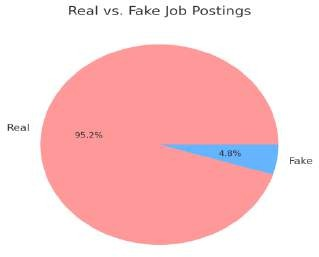 Real vs. Fake Job Postings
Real
95.2%
4.8%
Fake